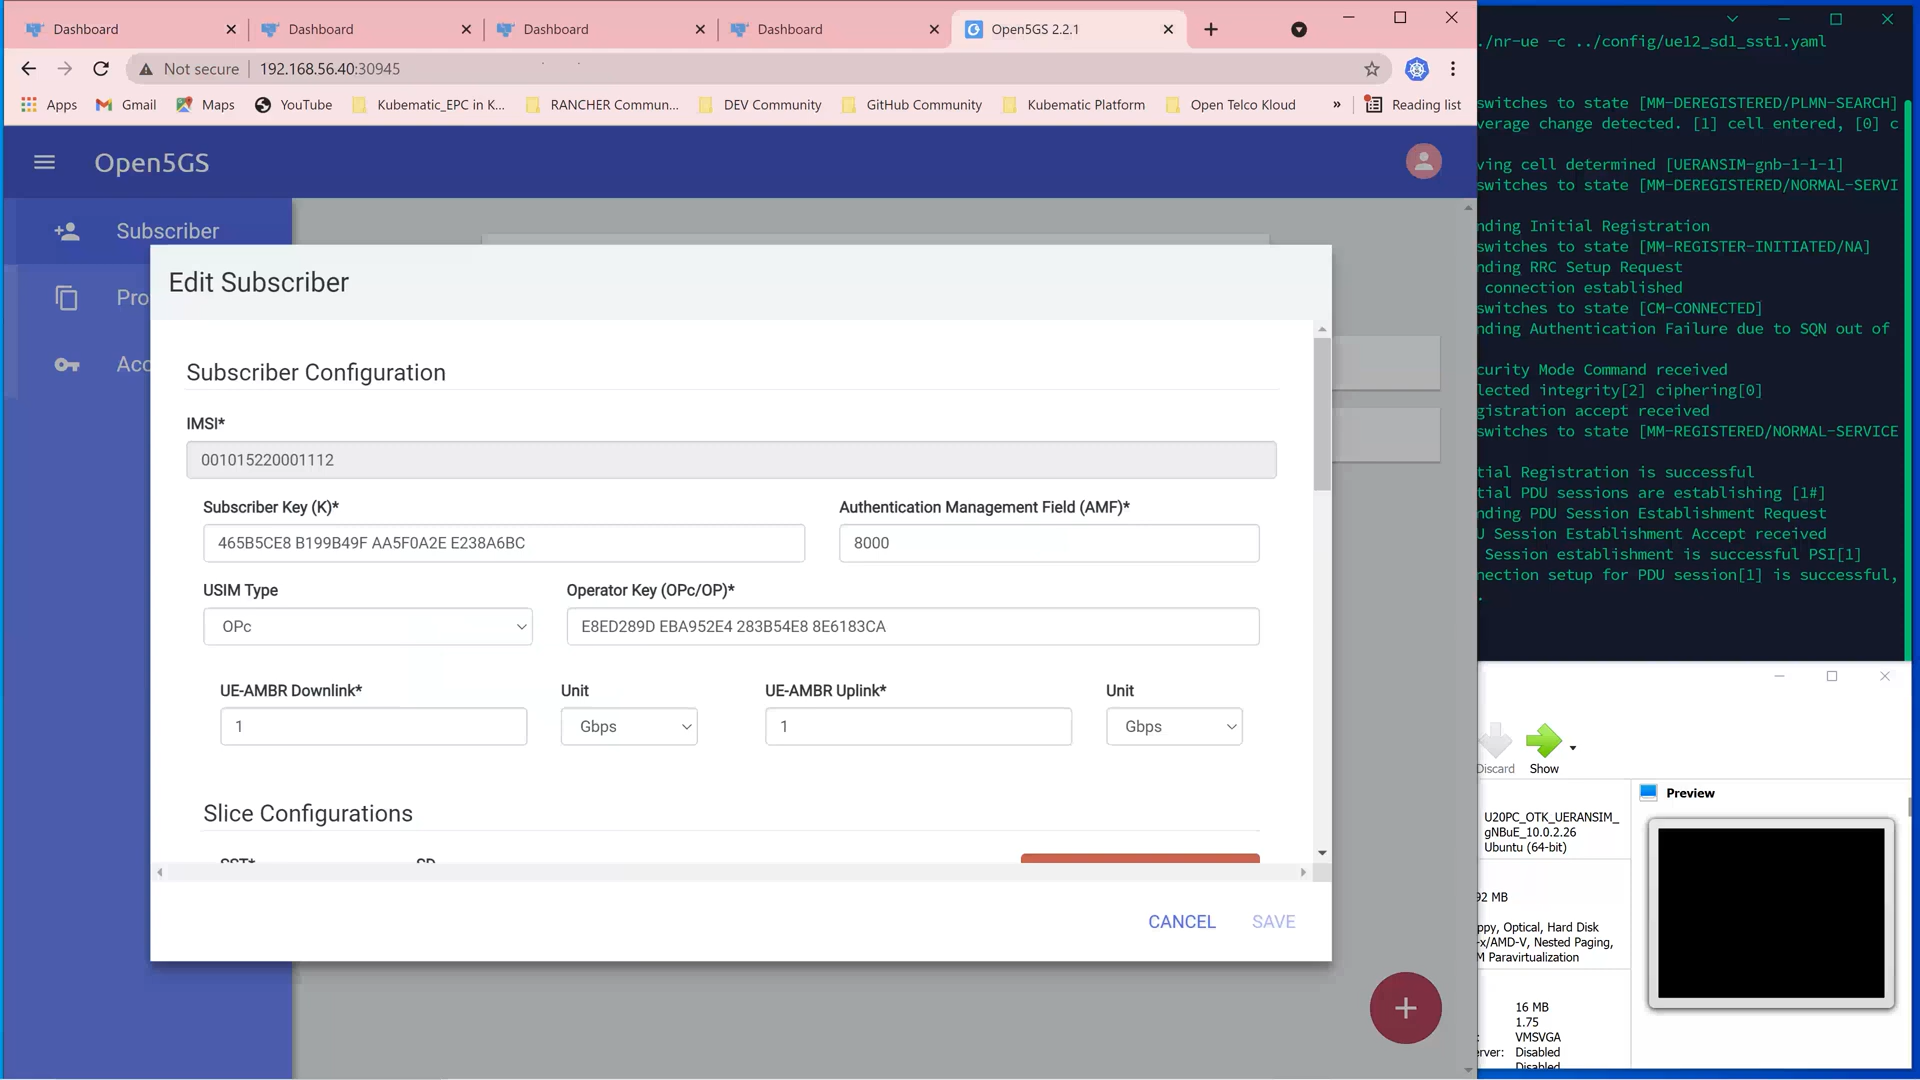 Dashboard
Dashboard
Dashboard
Dashboard
Open5GS 2.2.1
Not secure
192.168.56.40:30945
Apps
Gmail
Maps
YouTube
Kubematic_EPC in K...
RANCHER Commun...
DEV Community
GitHub Community
Kubematic Platform
Open Telco Kloud
»
Reading list
Open5GS
Subscriber
Pro
Acc
Edit Subscriber
Subscriber Configuration
IMSI*
001015220001112
Subscriber Key (K)*
Authentication Management Field (AMF)*
465B5CE8 B199B49F AA5F0A2E E238A6BC
8000
USIM Type
Operator Key (OPc/OP)*
OPc
E8ED289D EBA952E4 283B54E8 8E6183CA
UE-AMBR Downlink*
Unit
UE-AMBR Uplink*
Unit
1
Gbps
1
Gbps
Slice Configurations
SST*
SD
CANCEL
SAVE
./nr-ue -c ../config/ue12_sd1_sst1.yaml
switches to state [MM-DEREGISTERED/PLMN-SEARCH]
verage change detected. [1] cell entered, [0] c
ving cell determined [UERANSIM-gnb-1-1-1]
switches to state [MM-DEREGISTERED/NORMAL-SERVI
nding Initial Registration
switches to state [MM-REGISTER-INITIATED/NA]
nding RRC Setup Request
connection established
switches to state [CM-CONNECTED]
nding Authentication Failure due to SQN out of
curity Mode Command received
lected integrity[2] ciphering[0]
gistration accept received
switches to state [MM-REGISTERED/NORMAL-SERVICE
tial Registration is successful
tial PDU sessions are establishing [1#]
nding PDU Session Establishment Request
U Session Establishment Accept received
Session establishment is successful PSI[1]
nection setup for PDU session[1] is successful,
.
Discard
Show
Preview
U20PC_OTK_UERANSIM_
gNBuE_10.0.2.26
Ubuntu (64-bit)
92 MB
ppy, Optical, Hard Disk
-x/AMD-V, Nested Paging,
M Paravirtualization
16 MB
1.75
VMSVGA
erver: Disabled
Disabled